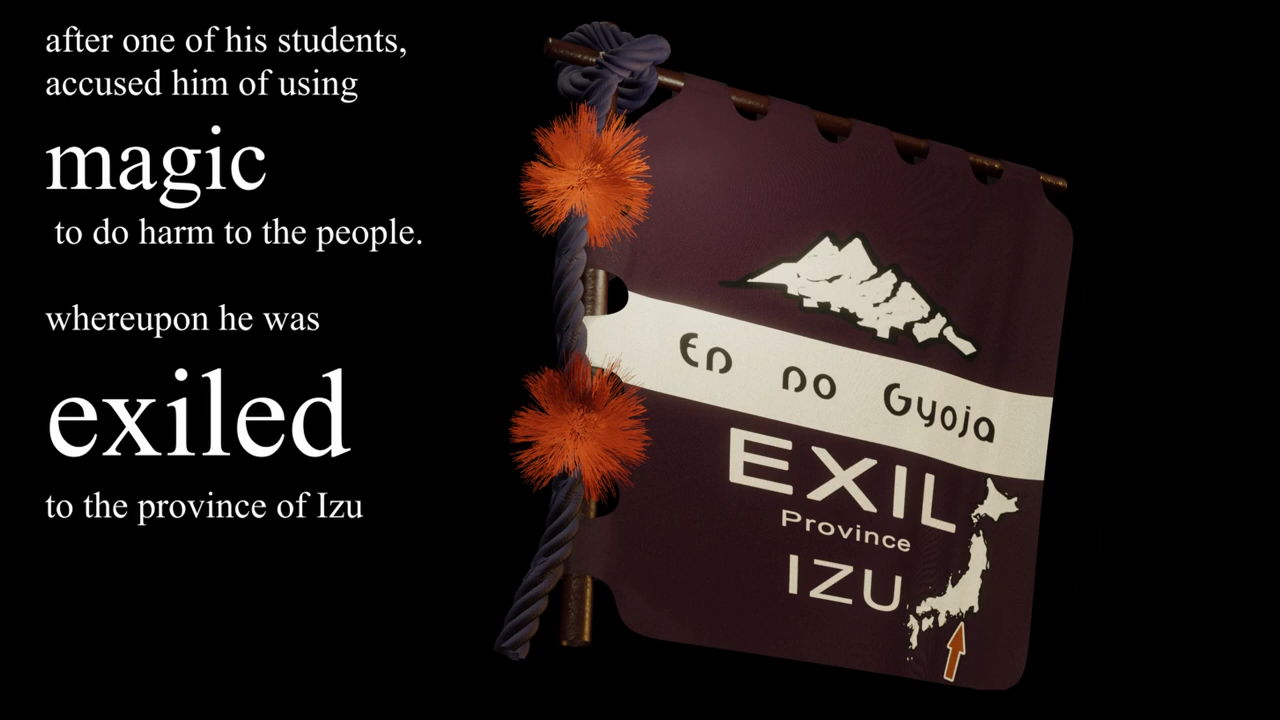 after one of his students,
accused him of using
magic
to do harm to the people.
whereupon he was
exiled
to the province of Izu
En no Gyoja
EXIL
Province
IZU